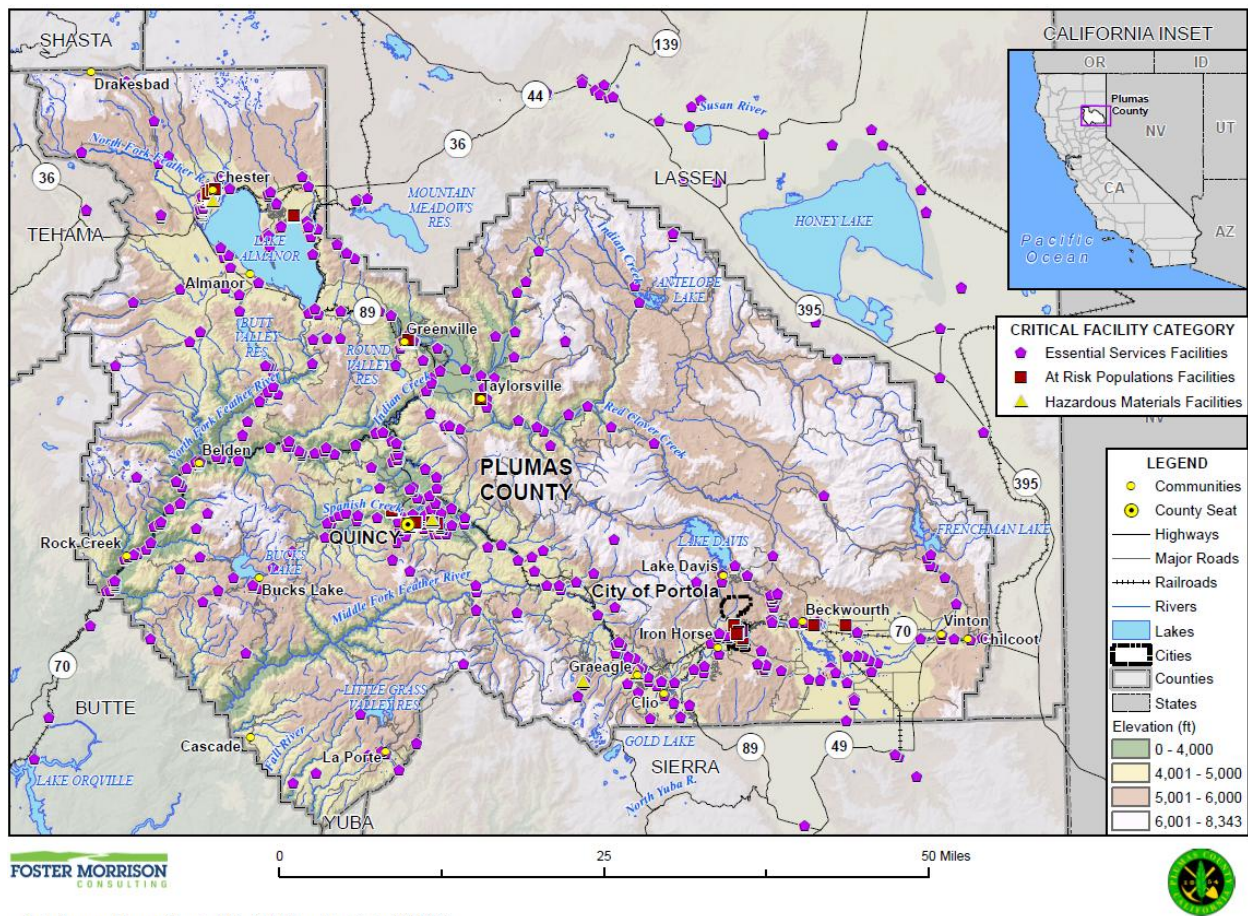 SHASTA
139
CALIFORNIA INSET
OR
ID
Drakesbad
44
Susan River
Plumas
County
NV
UT
36
North Fork Feather R.
36
Chester
LASSEN
CA
MOUNTAIN
MEADOWS
RES.
HONEY LAKE
AZ
TEHAMA
LAKE
ALMANOR
Indian Creek
Pacific
Ocean
Almanor
ANTELOPE
LAKE
89
395
BUTT
VALLEY
RES.
Greenville
ROUND
VALLEY
RES.
CRITICAL FACILITY CATEGORY
Essential Services Facilities
At Risk Populations Facilities
Hazardous Materials Facilities
NV
Taylorsville
Indian Creek
North Fork Feather River
Red Clover Creek
Belden
PLUMAS
COUNTY
395
LEGEND
Communities
County Seat
Highways
Major Roads
Railroads
Rivers
Lakes
Cities
Counties
States
Elevation (ft)
0 - 4,000
4,001 - 5,000
5,001 - 6,000
6,001 - 8,343
Spanish Creek
QUINCY
FRENCHMAN LAKE
LAKE DAVIS
Rock Creek
BUCKS
LAKE
Lake Davis
Bucks Lake
City of Portola
Middle Fork Feather River
Beckwourth
Vinton
Iron Horse
70
Chilcoot
70
Graeagle
LITTLE GRASS
VALLEY RES.
Clio
BUTTE
Cascade
Fall River
GOLD LAKE
89
49
La Porte
SIERRA
LAKE OROVILLE
North Yuba R.
YUBA
0
25
50 Miles
FOSTER MORRISON
CONSULTING
PLUMAS COUNTY
CALIFORNIA